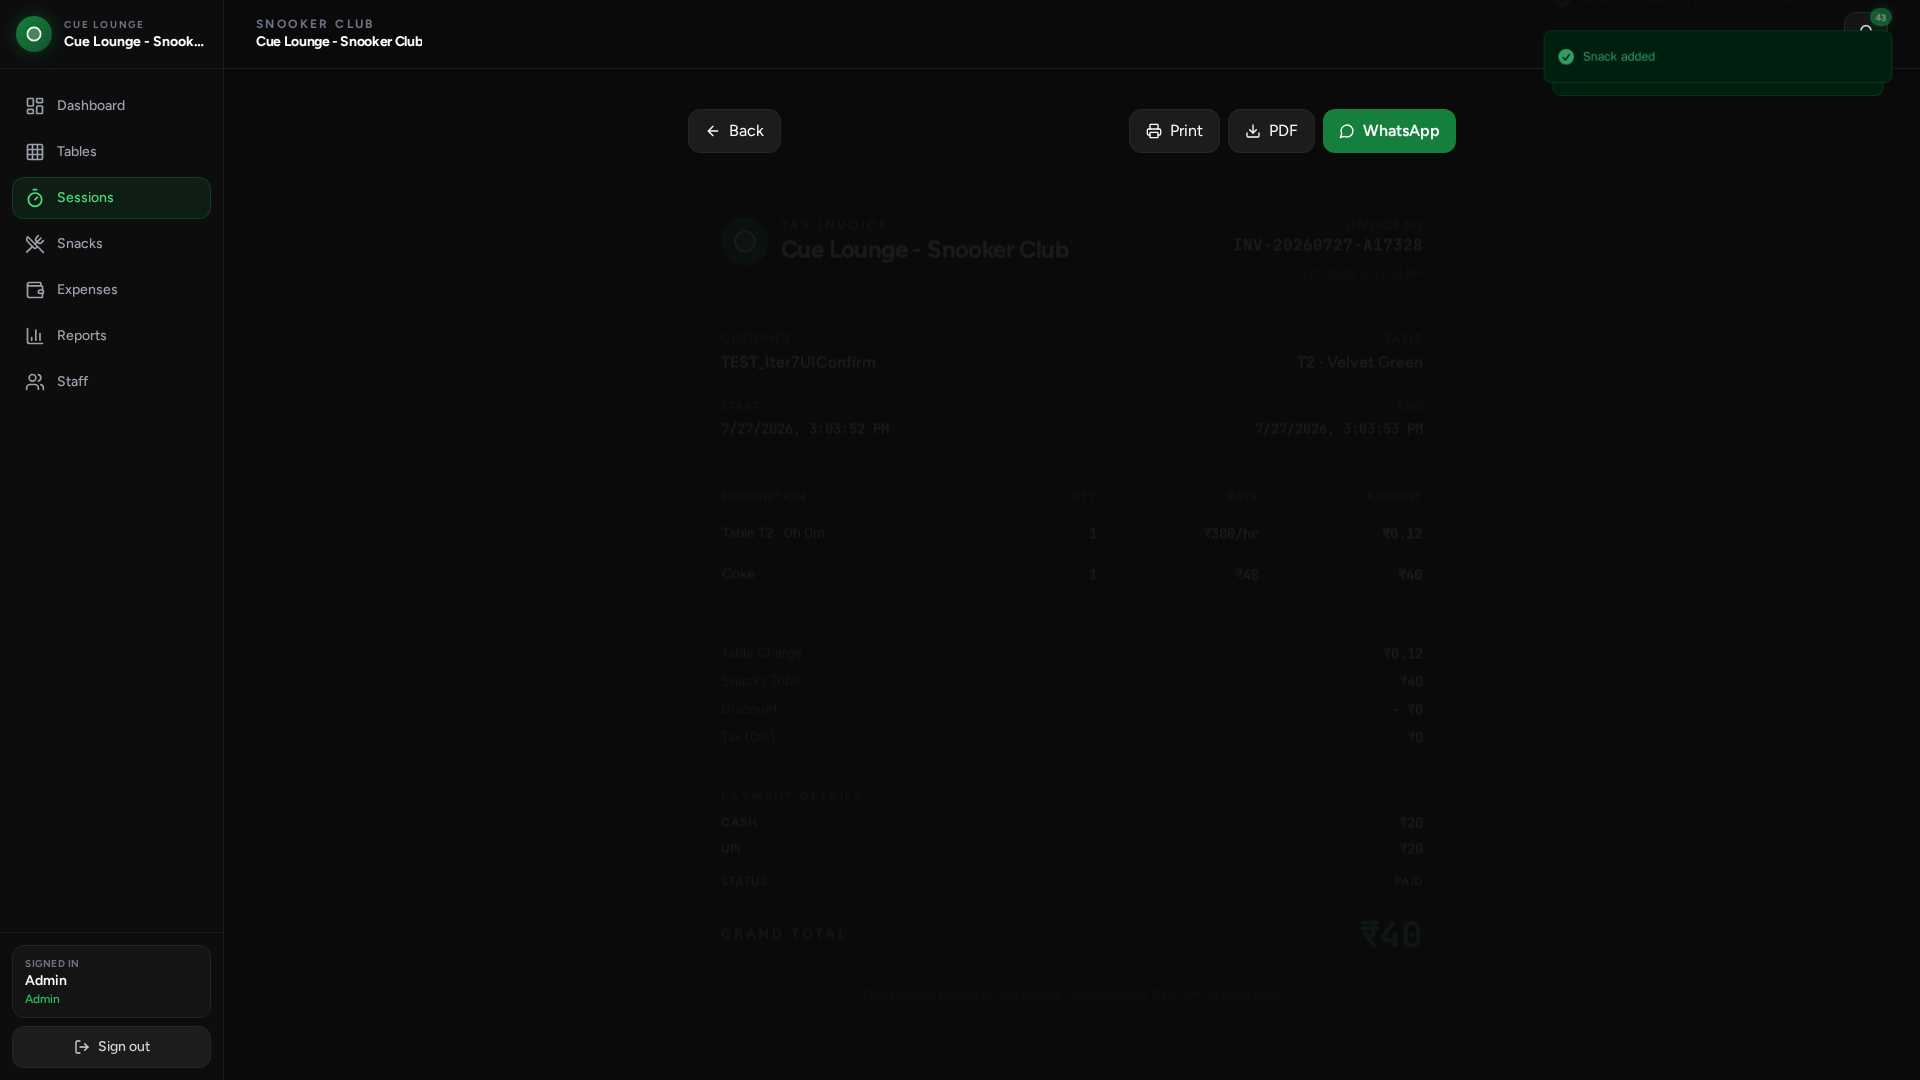 CUE LOUNGE
Cue Lounge - Snook...
SNOOKER CLUB
Cue Lounge - Snooker Club
43
Snack added
Dashboard
Tables
Sessions
Snacks
Expenses
Reports
Staff
Back
Print
PDF
WhatsApp
TAX INVOICE
Cue Lounge - Snooker Club
INVOICE NO
INV-20260727-A17328
CUSTOMER
TABLE
TEST_Iter7UIConfirm
T2 · Velvet Green
START
END
7/27/2026, 3:03:52 PM
7/27/2026, 3:03:53 PM
DESCRIPTION QTY RATE AMOUNT
Table T2 · 0h 0m 1 ₹300/hr ₹0.12
Coke 1 ₹40 ₹40
Table Charge ₹0.12
Snacks Total ₹40
Discount - ₹0
Tax (0%) ₹0
PAYMENT DETAILS
CASH ₹20
UPI ₹20
STATUS PAID
GRAND TOTAL ₹40
SIGNED IN
Admin
Admin
Sign out